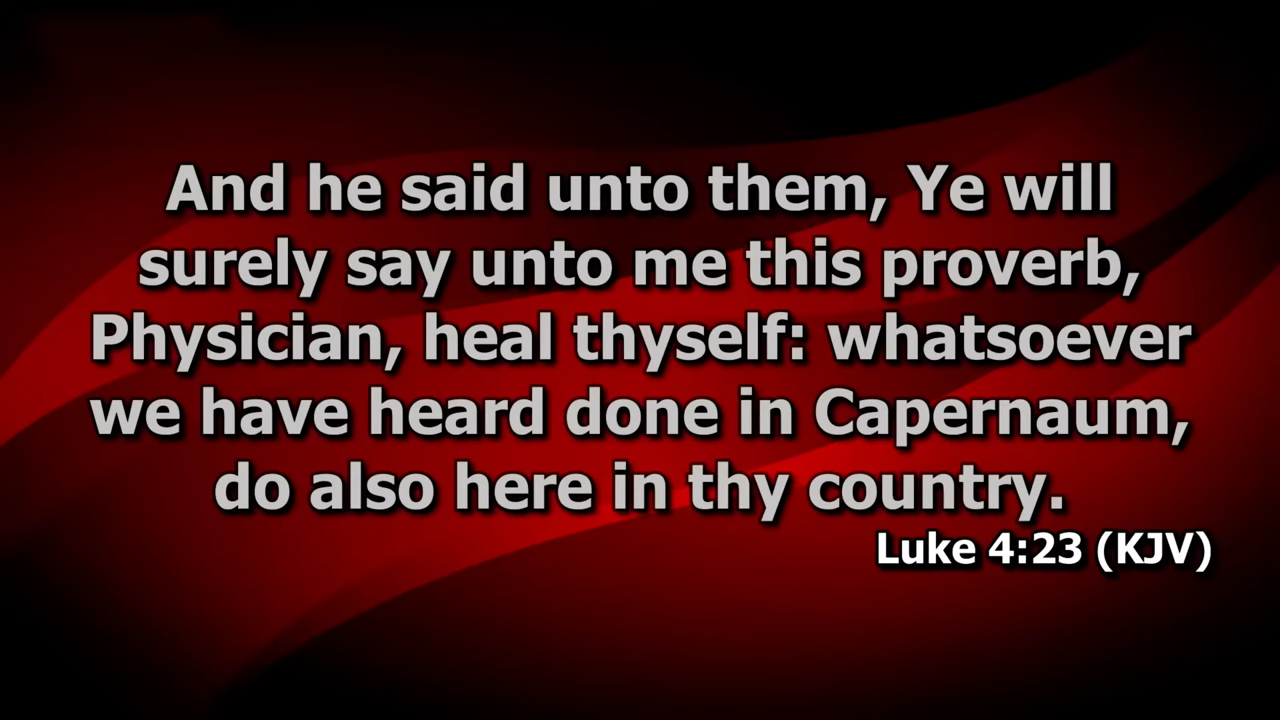 And he said unto them, Ye will
surely say unto me this proverb,
Physician, heal thyself: whatsoever
we have heard done in Capernaum,
do also here in thy country.
Luke 4:23 (KJV)